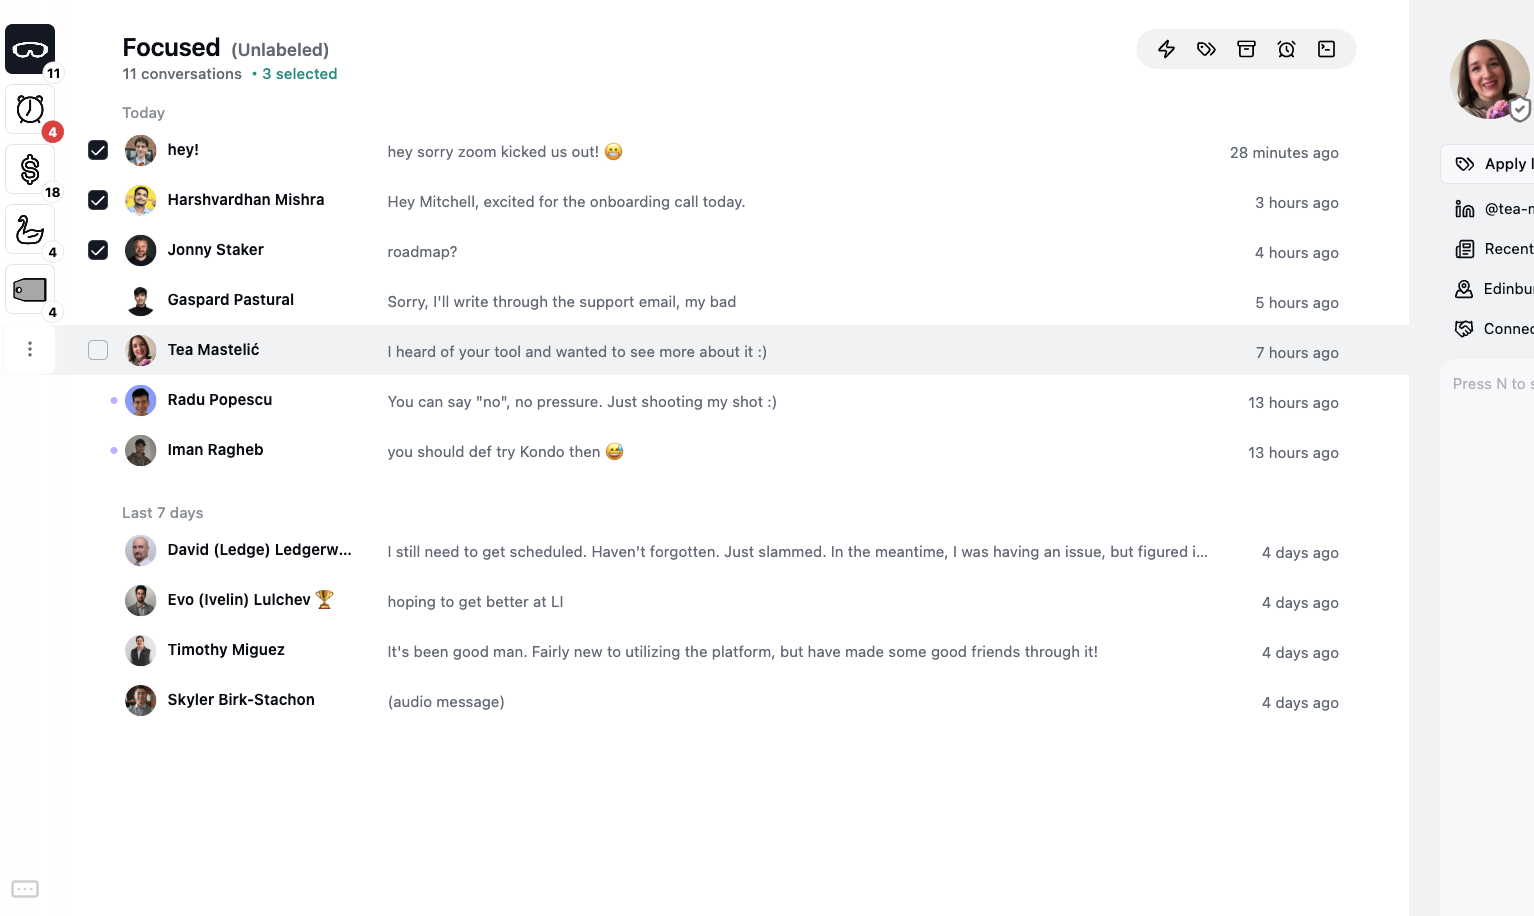 Focused (Unlabeled)
11 conversations • 3 selected
11
4
18
4
4
Today
hey! hey sorry zoom kicked us out! 😬 28 minutes ago
Harshvardhan Mishra Hey Mitchell, excited for the onboarding call today. 3 hours ago
Jonny Staker roadmap? 4 hours ago
Gaspard Pastural Sorry, I'll write through the support email, my bad 5 hours ago
Tea Mastelić I heard of your tool and wanted to see more about it :) 7 hours ago
Radu Popescu You can say "no", no pressure. Just shooting my shot :) 13 hours ago
Iman Ragheb you should def try Kondo then 😅 13 hours ago
Last 7 days
David (Ledge) Ledgerw... I still need to get scheduled. Haven't forgotten. Just slammed. In the meantime, I was having an issue, but figured i... 4 days ago
Evo (Ivelin) Lulchev 🏆 hoping to get better at LI 4 days ago
Timothy Miguez It's been good man. Fairly new to utilizing the platform, but have made some good friends through it! 4 days ago
Skyler Birk-Stachon (audio message) 4 days ago
Apply
@tea-m
Recent
Edinbu
Connec
Press N to s